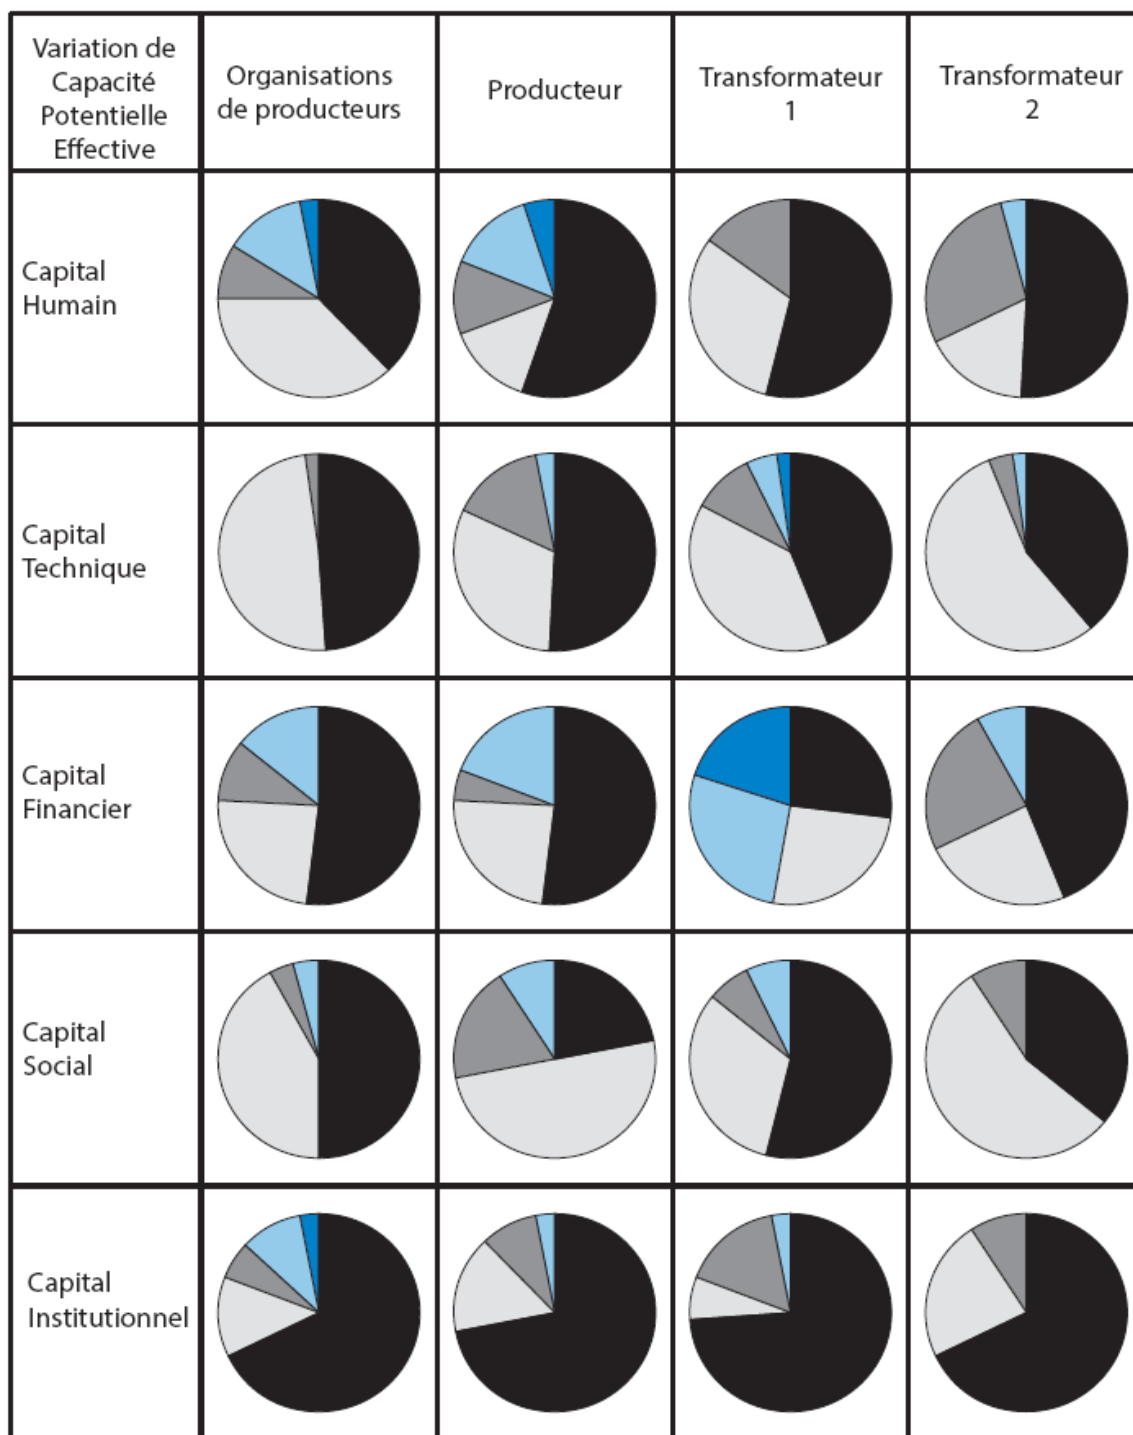 Variation de
Capacité
Potentielle
Effective
Organisations
de producteurs
Producteur
Transformateur
1
Transformateur
2
Capital
Humain
Capital
Technique
Capital
Financier
Capital
Social
Capital
Institutionnel